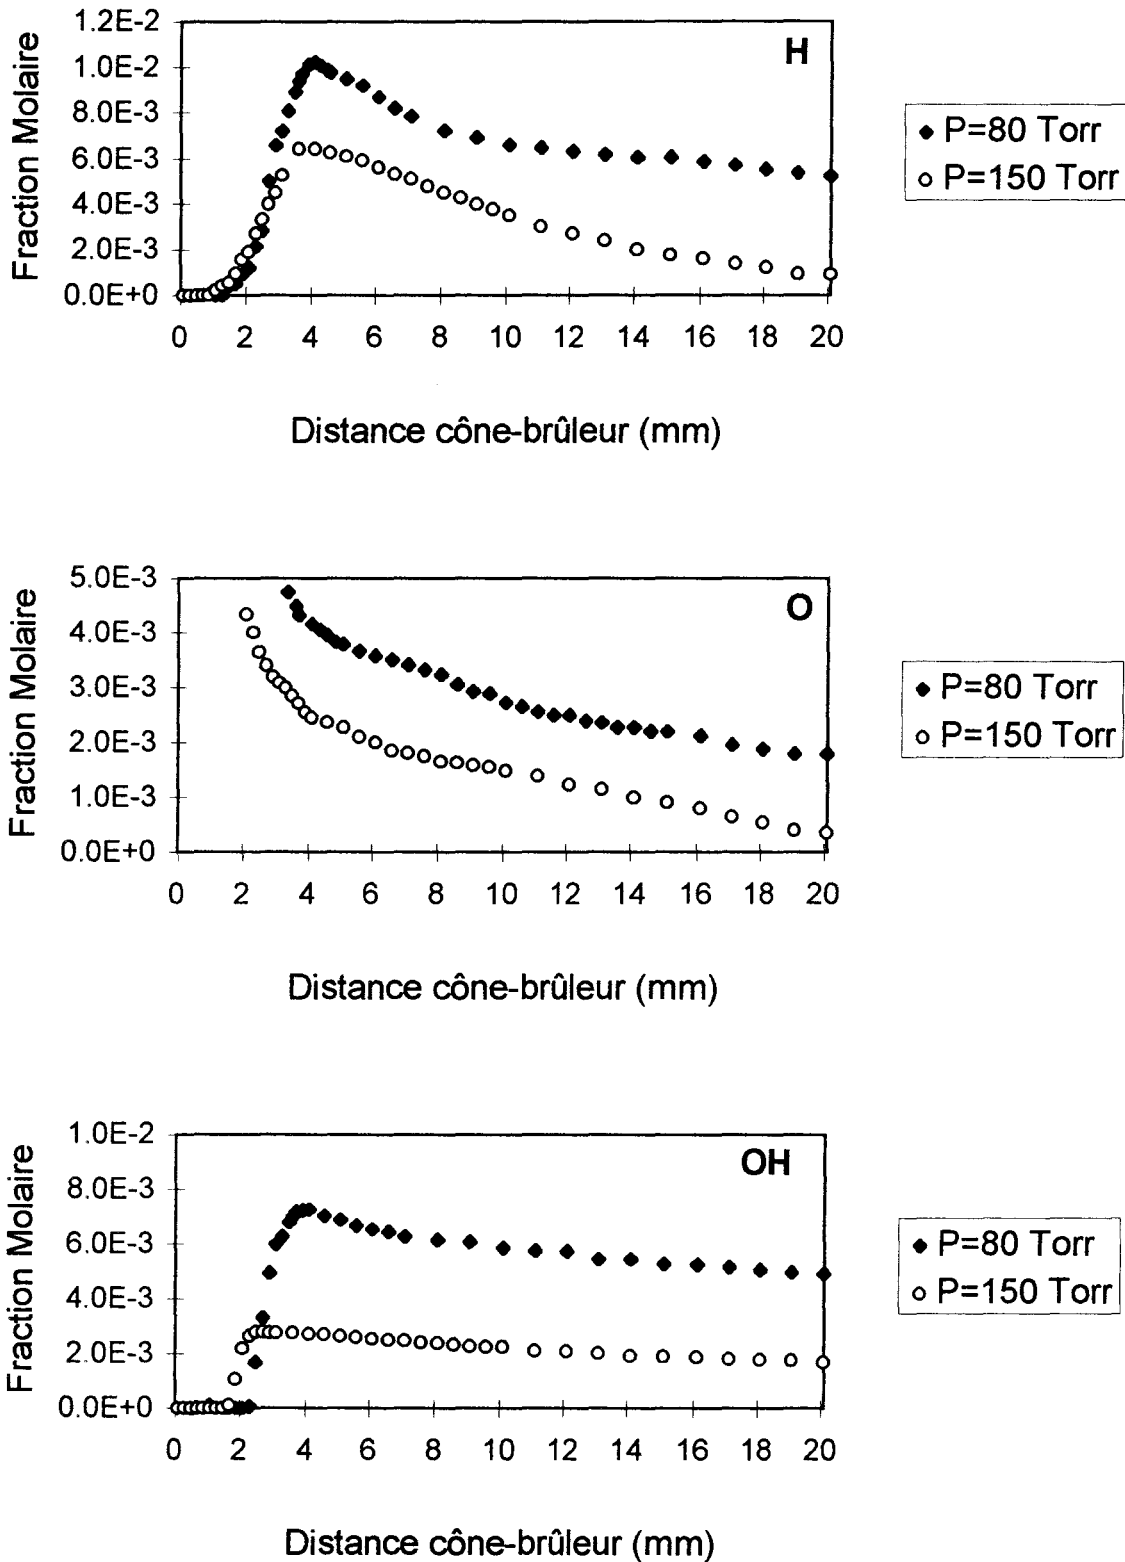 H
Fraction Molaire
1.2E-2
1.0E-2
8.0E-3
6.0E-3
4.0E-3
2.0E-3
0.0E+0
0 2 4 6 8 10 12 14 16 18 20
Distance cône-brûleur (mm)
P=80 Torr
P=150 Torr
O
Fraction Molaire
5.0E-3
4.0E-3
3.0E-3
2.0E-3
1.0E-3
0.0E+0
0 2 4 6 8 10 12 14 16 18 20
Distance cône-brûleur (mm)
P=80 Torr
P=150 Torr
OH
Fraction Molaire
1.0E-2
8.0E-3
6.0E-3
4.0E-3
2.0E-3
0.0E+0
0 2 4 6 8 10 12 14 16 18 20
Distance cône-brûleur (mm)
P=80 Torr
P=150 Torr